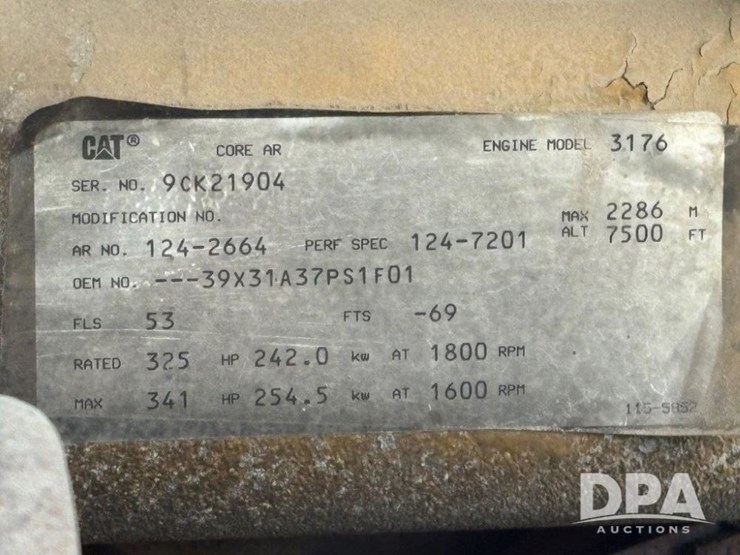 CAT® CORE AR ENGINE MODEL 3176
SER. NO. 9CK21904
MODIFICATION NO.
MAX ALT 2286 M
7500 FT
AR NO. 124-2664 PERF SPEC 124-7201
OEM NO. ---39X31A37PS1F01
FLS 53 FTS -69
RATED 325 HP 242.0 kW AT 1800 RPM
MAX 341 HP 254.5 kW AT 1600 RPM
115-5852
DPA
AUCTIONS